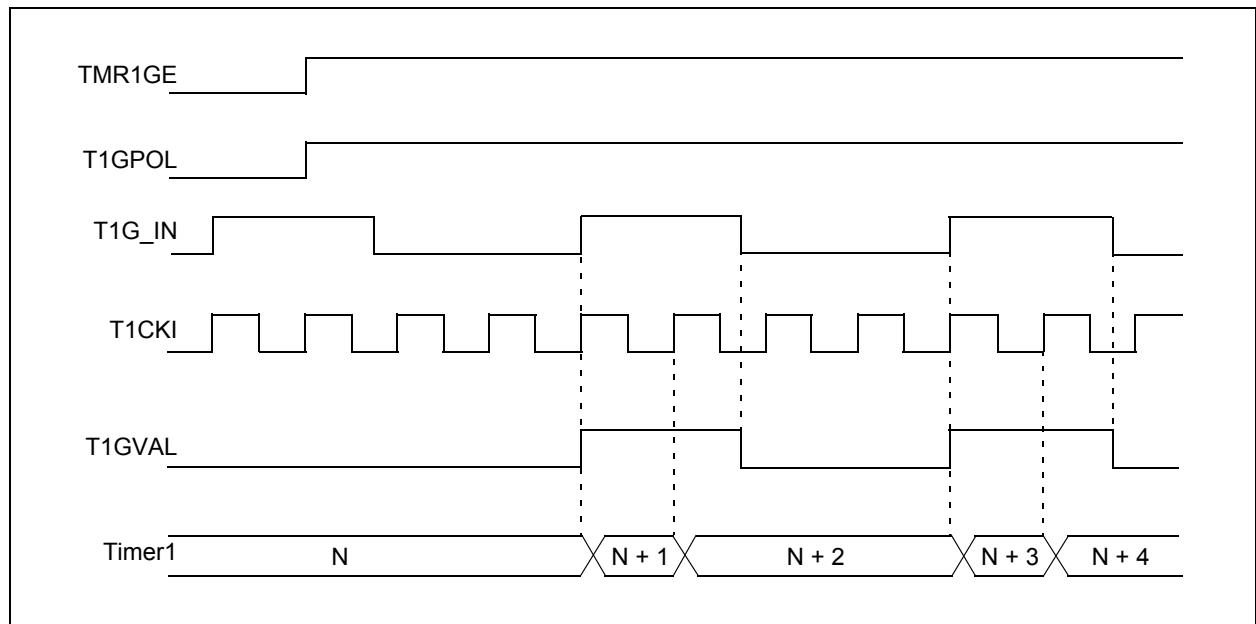 TMR1GE
T1GPOL
T1G_IN
T1CKI
T1GVAL
Timer1 N N + 1 N + 2 N + 3 N + 4